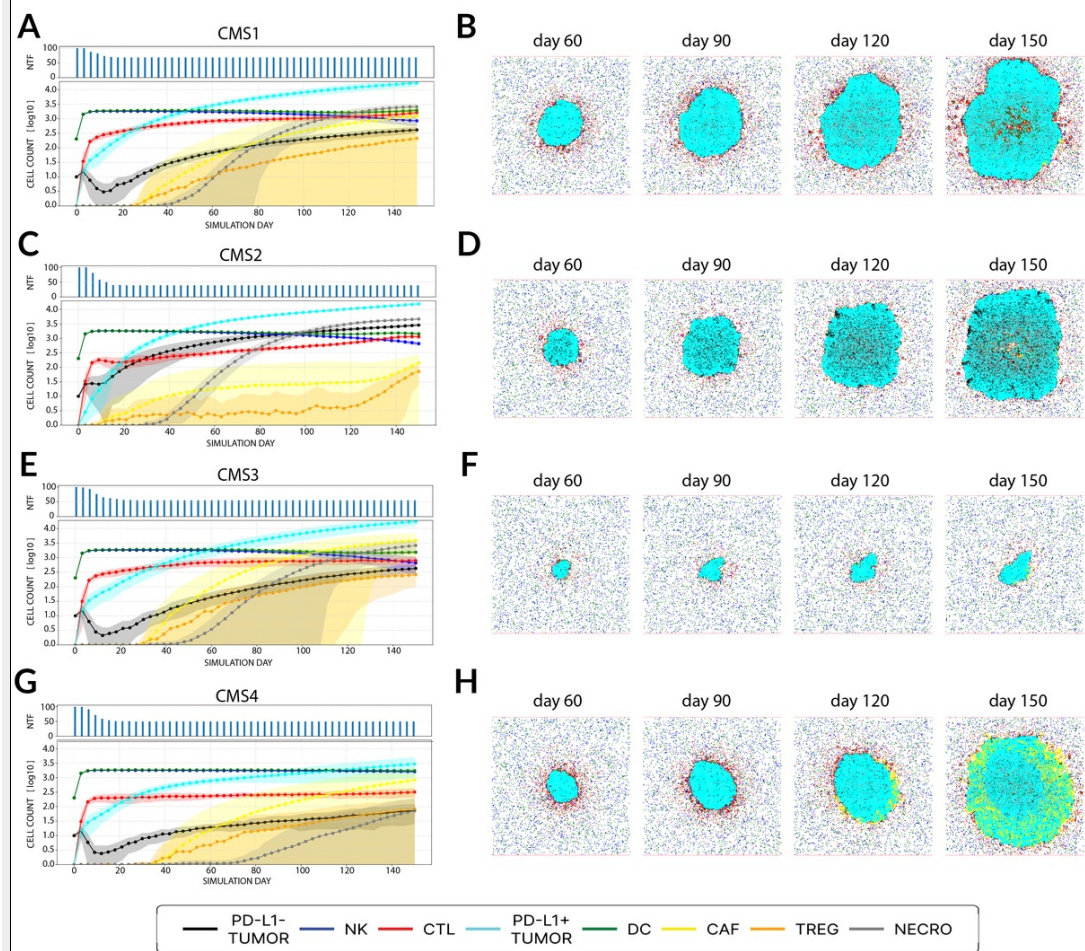 A
CMS1
100
50
0
NTF
4.0
3.5
3.0
2.5
2.0
1.5
1.0
0.5
0.0
CELL COUNT [log10]
0 20 40 60 80 100 120 140
SIMULATION DAY
B
day 60 day 90 day 120 day 150
C
CMS2
100
50
0
NTF
4.0
3.5
3.0
2.5
2.0
1.5
1.0
0.5
0.0
CELL COUNT [log10]
0 20 40 60 80 100 120 140
SIMULATION DAY
D
day 60 day 90 day 120 day 150
E
CMS3
100
50
0
NTF
4.0
3.5
3.0
2.5
2.0
1.5
1.0
0.5
0.0
CELL COUNT [log10]
0 20 40 60 80 100 120 140
SIMULATION DAY
F
day 60 day 90 day 120 day 150
G
CMS4
100
50
0
NTF
4.0
3.5
3.0
2.5
2.0
1.5
1.0
0.5
0.0
CELL COUNT [log10]
0 20 40 60 80 100 120 140
SIMULATION DAY
H
day 60 day 90 day 120 day 150
PD-L1- TUMOR NK CTL PD-L1+ TUMOR DC CAF TREG NECRO